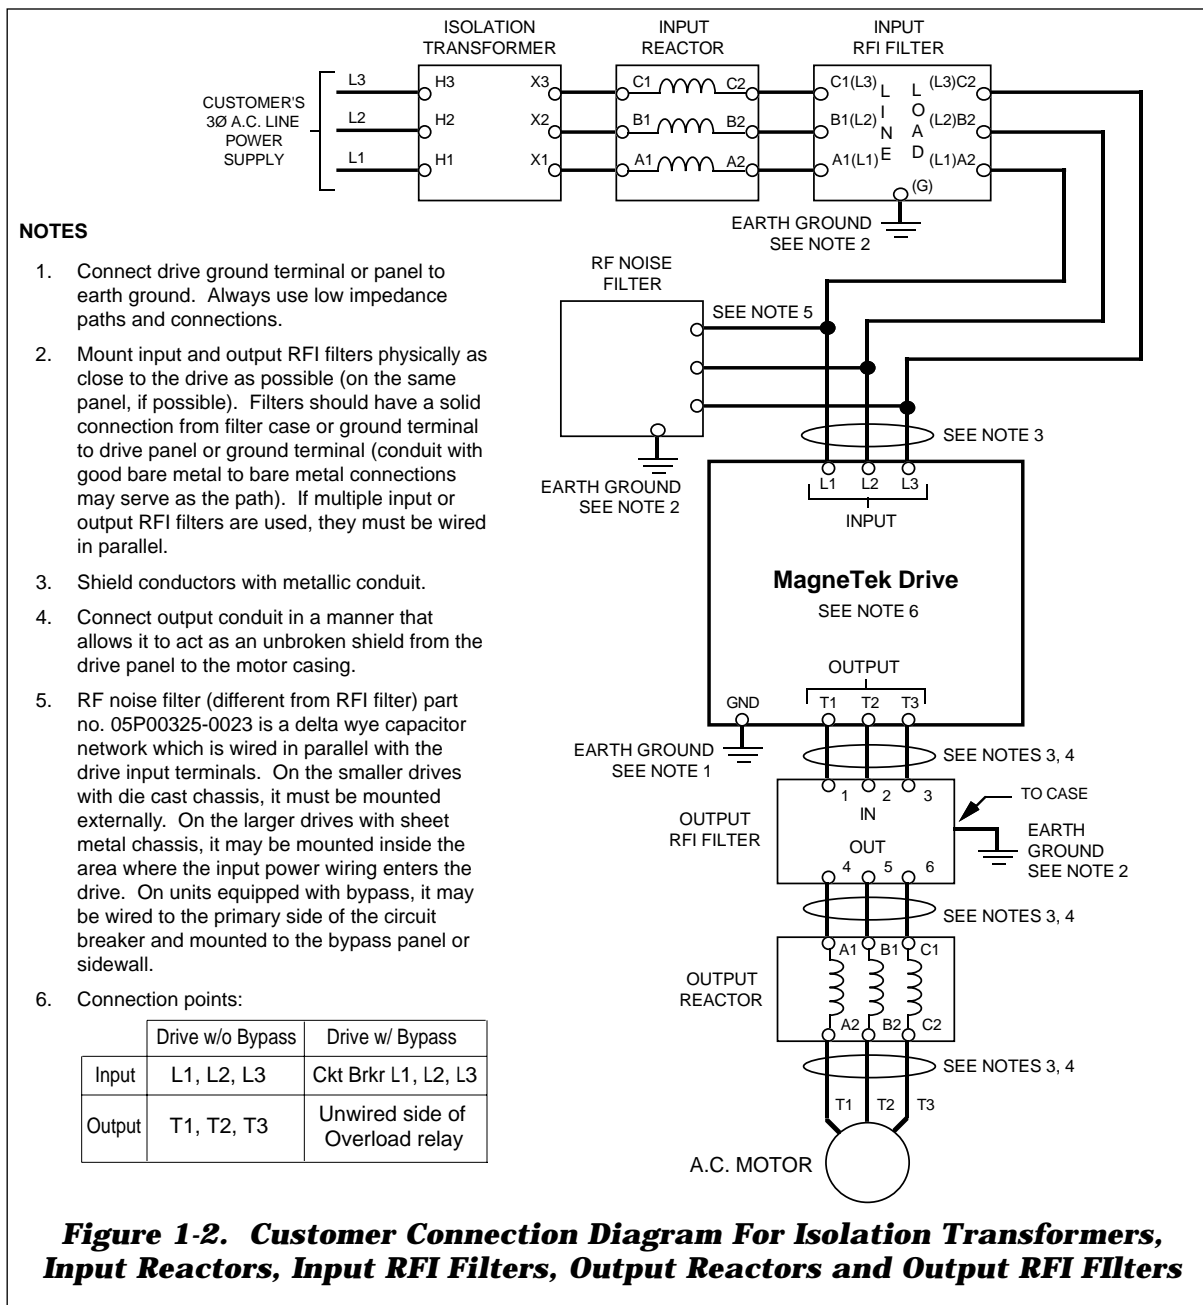 ISOLATION
TRANSFORMER
INPUT
REACTOR
INPUT
RFI FILTER
CUSTOMER'S
3Ø A.C. LINE
POWER
SUPPLY
L3
H3
X3
C1
C2
C1(L3)
(L3)C2
L2
H2
X2
B1
B2
B1(L2)
(L2)B2
L1
H1
X1
A1
A2
A1(L1)
(L1)A2
LINE
LOAD
(G)
EARTH GROUND
SEE NOTE 2
NOTES
1. Connect drive ground terminal or panel to
earth ground. Always use low impedance
paths and connections.
2. Mount input and output RFI filters physically as
close to the drive as possible (on the same
panel, if possible). Filters should have a solid
connection from filter case or ground terminal
to drive panel or ground terminal (conduit with
good bare metal to bare metal connections
may serve as the path). If multiple input or
output RFI filters are used, they must be wired
in parallel.
3. Shield conductors with metallic conduit.
4. Connect output conduit in a manner that
allows it to act as an unbroken shield from the
drive panel to the motor casing.
5. RF noise filter (different from RFI filter) part
no. 05P00325-0023 is a delta wye capacitor
network which is wired in parallel with the
drive input terminals. On the smaller drives
with die cast chassis, it must be mounted
externally. On the larger drives with sheet
metal chassis, it may be mounted inside the
area where the input power wiring enters the
drive. On units equipped with bypass, it may
be wired to the primary side of the circuit
breaker and mounted to the bypass panel or
sidewall.
6. Connection points:
Drive w/o Bypass Drive w/ Bypass
Input L1, L2, L3 Ckt Brkr L1, L2, L3
Output T1, T2, T3 Unwired side of
Overload relay
RF NOISE
FILTER
SEE NOTE 5
EARTH GROUND
SEE NOTE 2
SEE NOTE 3
L1 L2 L3
INPUT
MagneTek Drive
SEE NOTE 6
OUTPUT
GND T1 T2 T3
EARTH GROUND
SEE NOTE 1
SEE NOTES 3, 4
1 2 3
IN
OUTPUT
RFI FILTER
TO CASE
EARTH
GROUND
SEE NOTE 2
OUT
4 5 6
SEE NOTES 3, 4
A1 B1 C1
OUTPUT
REACTOR
A2 B2 C2
SEE NOTES 3, 4
T1 T2 T3
A.C. MOTOR
Figure 1-2. Customer Connection Diagram For Isolation Transformers,
Input Reactors, Input RFI Filters, Output Reactors and Output RFI FIlters